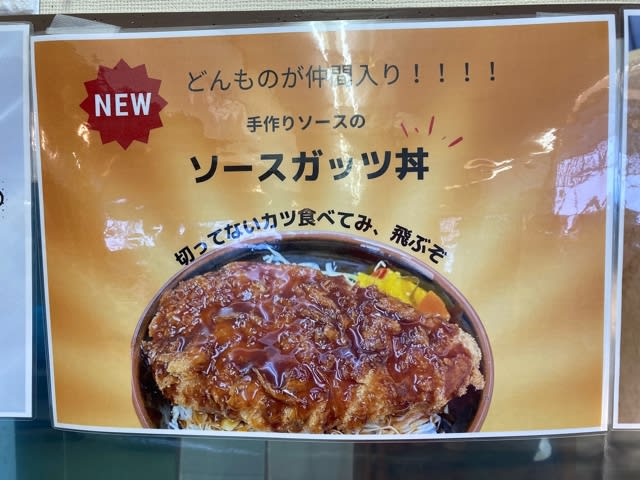 NEW
どんものが仲間入り！！！！
手作りソースの
ソースガッツ丼
切ってないカツ食べてみ、飛ぶぞ